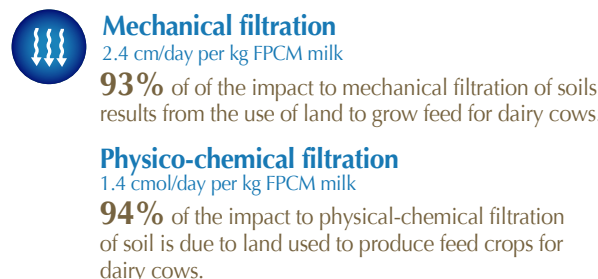 Mechanical filtration
2.4 cm/day per kg FPCM milk
93% of of the impact to mechanical filtration of soils
results from the use of land to grow feed for dairy cows
Physico-chemical filtration
1.4 cmol/day per kg FPCM milk
94% of the impact to physical-chemical filtration
of soil is due to land used to produce feed crops for
dairy cows.